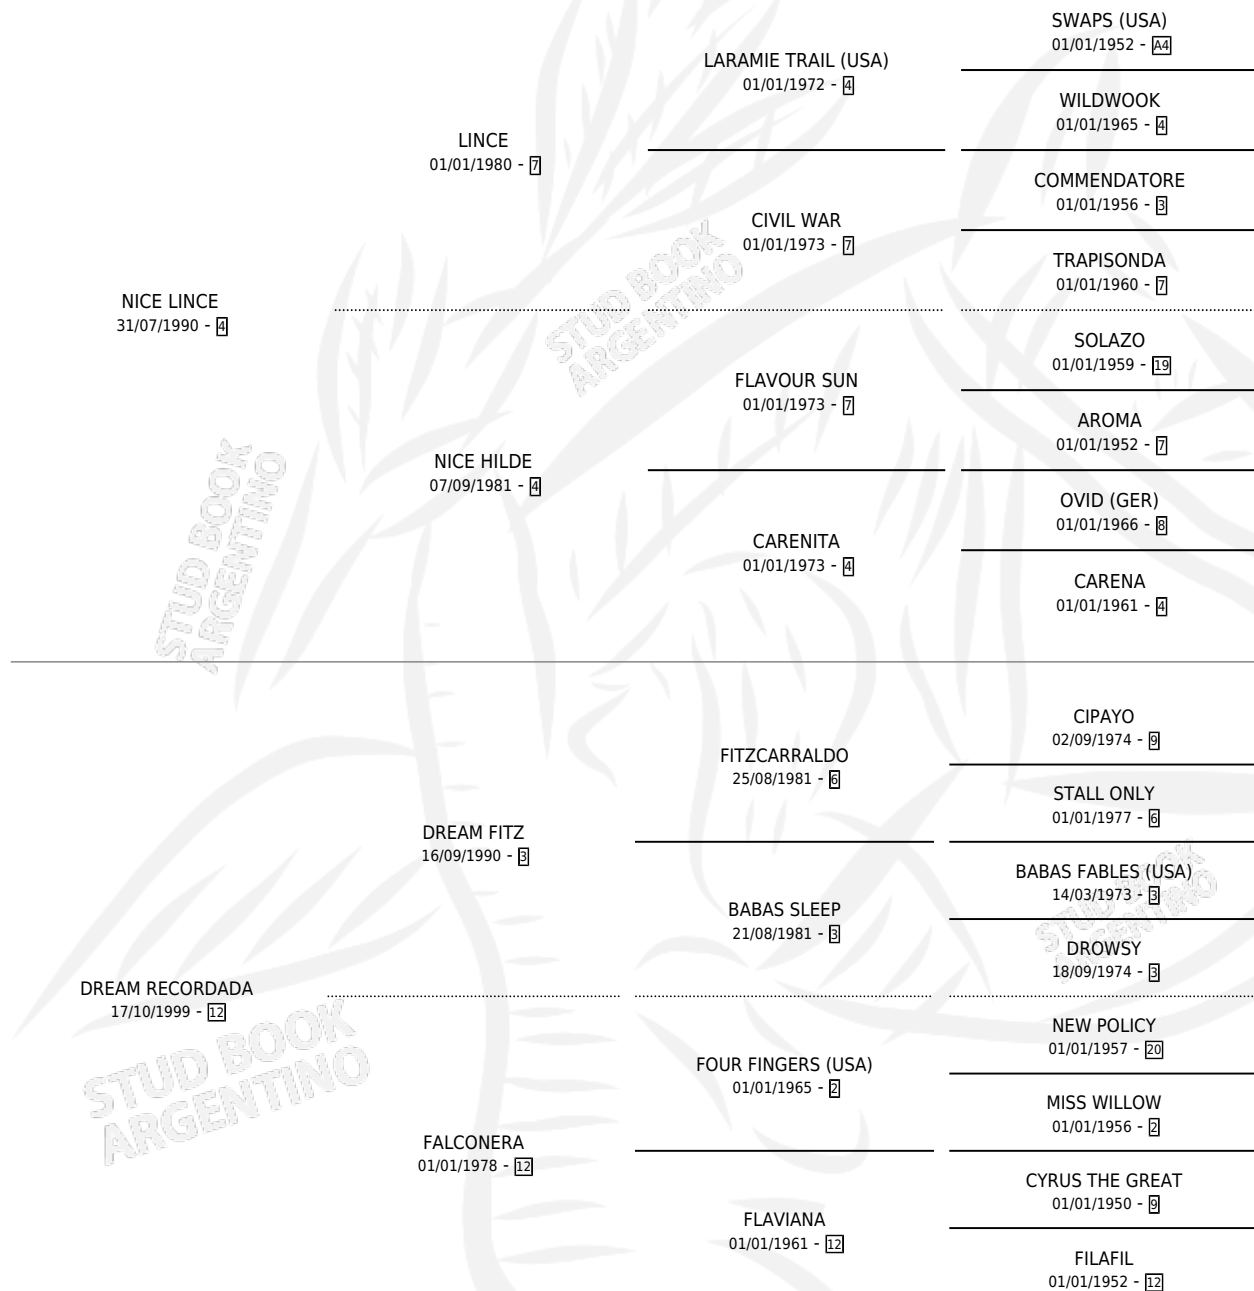 SWAPS (USA)
01/01/1952 - A4
LARAMIE TRAIL (USA)
01/01/1972 - 4
WILDWOOK
01/01/1965 - 4
LINCE
01/01/1980 - 7
COMMENDATORE
01/01/1956 - 3
CIVIL WAR
01/01/1973 - 7
TRAPISONDA
01/01/1960 - 7
NICE LINCE
31/07/1990 - 4
SOLAZO
01/01/1959 - 19
FLAVOUR SUN
01/01/1973 - 7
AROMA
01/01/1952 - 7
NICE HILDE
07/09/1981 - 4
OVID (GER)
01/01/1966 - 8
CARENITA
01/01/1973 - 4
CARENA
01/01/1961 - 4
CIPAYO
02/09/1974 - 9
FITZCARRALDO
25/08/1981 - 6
STALL ONLY
01/01/1977 - 6
DREAM FITZ
16/09/1990 - 3
BABAS FABLES (USA)
14/03/1973 - 3
BABAS SLEEP
21/08/1981 - 3
DROWSY
18/09/1974 - 3
DREAM RECORDADA
17/10/1999 - 12
NEW POLICY
01/01/1957 - 20
FOUR FINGERS (USA)
01/01/1965 - 2
MISS WILLOW
01/01/1956 - 2
FALCONERA
01/01/1978 - 12
CYRUS THE GREAT
01/01/1950 - 9
FLAVIANA
01/01/1961 - 12
FILAFIL
01/01/1952 - 12
STUD BOOK
ARGENTINO
STUD BOOK
ARGENTINO
STUD BOOK
ARGENTINO
STUD BOOK
ARGENTINO